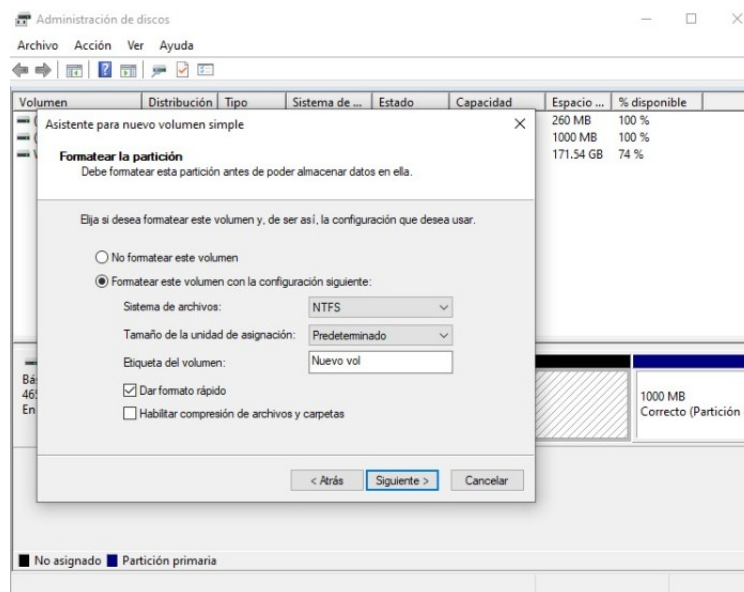 Administración de discos
Archivo Acción Ver Ayuda
Volumen Distribución Tipo Sistema de ... Estado Capacidad Espacio ... % disponible
260 MB 100 %
1000 MB 100 %
171.54 GB 74 %
Asistente para nuevo volumen simple
Formatear la partición
Debe formatear esta partición antes de poder almacenar datos en ella.
Elija si desea formatear este volumen y, de ser así, la configuración que desea usar.
No formatear este volumen
Formatear este volumen con la configuración siguiente:
Sistema de archivos: NTFS
Tamaño de la unidad de asignación: Predeterminado
Etiqueta del volumen: Nuevo vol
Dar formato rápido
Habilitar compresión de archivos y carpetas
< Atrás Siguiente > Cancelar
Bá
46
En
1000 MB
Correcto (Partición
No asignado Partición primaria